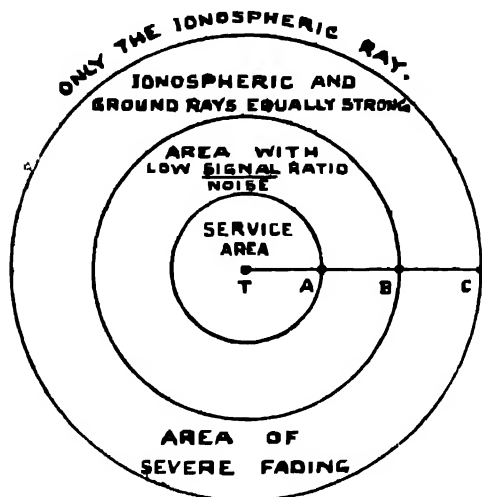 ONLY THE IONOSPHERIC RAY.
IONOSPHERIC AND
GROUND RAYS EQUALLY STRONG
AREA WITH
LOW SIGNAL RATIO
NOISE
SERVICE
AREA
T A B C
AREA OF
SEVERE FADING